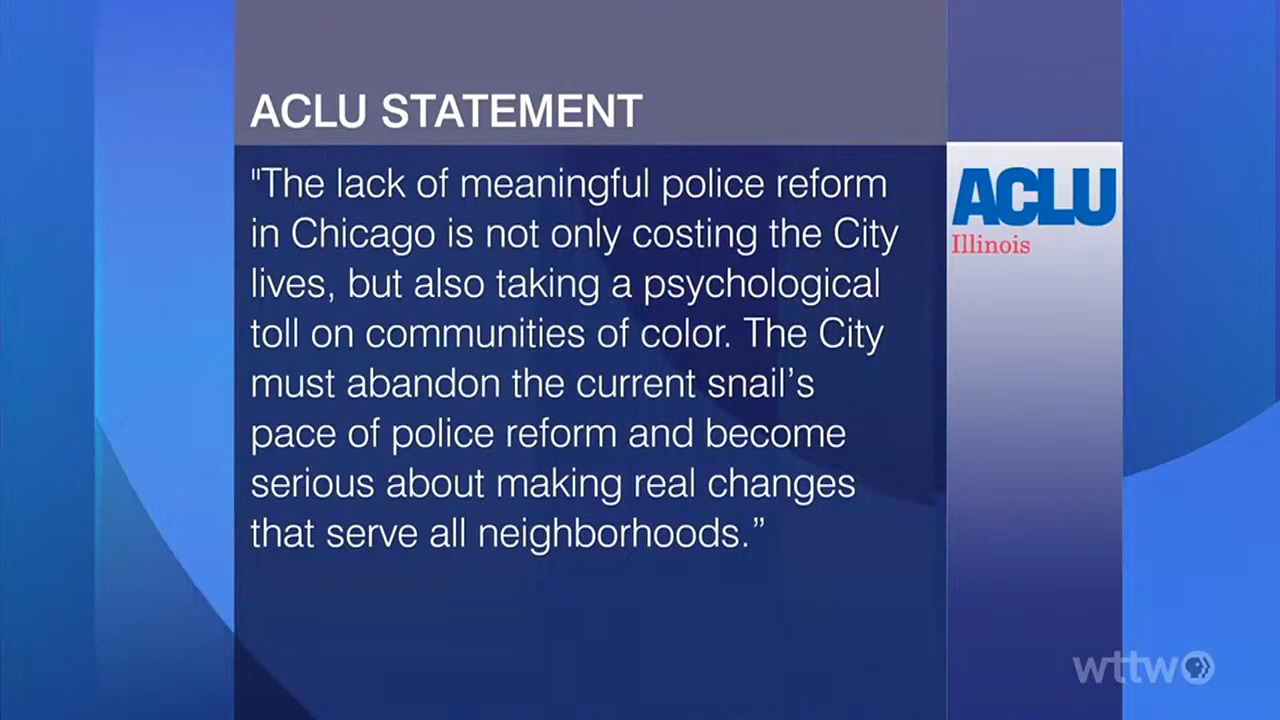 ACLU STATEMENT
"The lack of meaningful police reform
in Chicago is not only costing the City
lives, but also taking a psychological
toll on communities of color. The City
must abandon the current snail’s
pace of police reform and become
serious about making real changes
that serve all neighborhoods.”
ACLU
Illinois
wttw